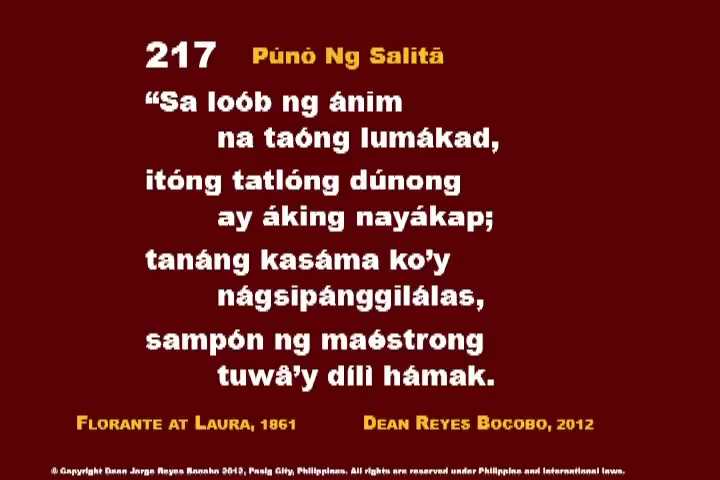 217 Púnò Ng Salitâ
“Sa loób ng ánim
na taóng lumákad,
itóng tatlóng dúnong
ay áking nayákap;
tanáng kasáma ko’y
nágsipánggilálas,
sampón ng maéstrong
tuwâ’y dílì hámak.
FLORANTE AT LAURA, 1861 DEAN REYES BOCOBO, 2012
© Copyright Dean Jorge Reyes Bocobo 2012, Pasig City, Philippines. All rights are reserved under Philippine and international laws.